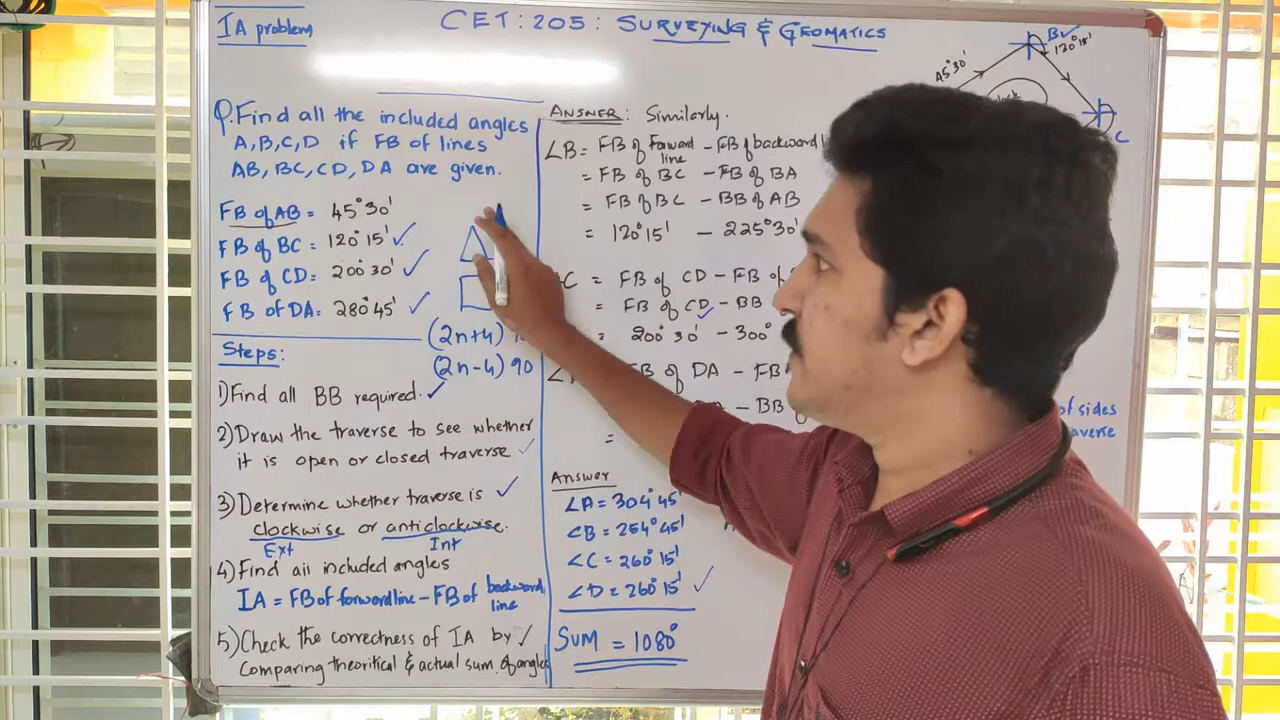 IA problem
CET: 205: SURVEYING & GEOMATICS
Q. Find all the included angles
A, B, C, D if FB of lines
AB, BC, CD, DA are given.
FB of AB = 45°30'
FB of BC = 120°15' ✓
FB of CD = 200°30' ✓
FB of DA = 280°45' ✓
(2n+4)
(2n-4) 90
Steps:
1) Find all BB required. ✓
2) Draw the traverse to see whether
it is open or closed traverse ✓
3) Determine whether traverse is ✓
clockwise or anticlockwise.
Ext Int
4) Find all included angles
IA = FB of forward line - FB of backward
line
5) Check the correctness of IA by ✓
Comparing theoritical & actual sum of angles
ANSWER: Similarly.
∠B = FB of forward - FB of backward
line
= FB of BC - FB of BA
= FB of BC - BB of AB
= 120°15' - 225°30'
C = FB of CD - FB of
= FB of CD - BB
= 200°30' - 300°
∠ FB of DA - FB
- BB of
=
Answer
∠A = 304°45'
∠B = 254°45'
∠C = 260°15'
∠D = 260°15' ✓
SUM = 1080°
B ✓
120°15'
45°30'
C
of sides